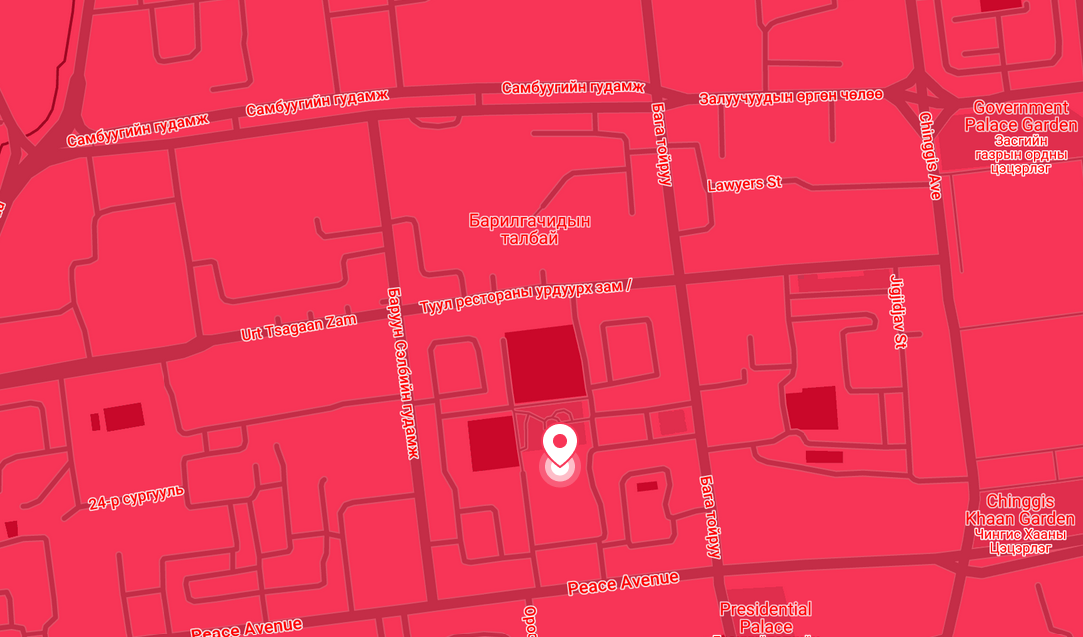 Самбуугийн гудамж
Самбуугийн гудамж
Самбуугийн гудамж
Залуучуудын өргөн чөлөө
Government
Palace Garden
Засгийн
газрын ордны
цэцэрлэг
Бага тойруу
Chinggis Ave
Lawyers St
Барилгачидын
талбай
Туул рестораны урдуурх зам /
Urt Tsagaan Zam
Баруун Сэлбийн гудамж
Jigjidjav St
24-р сургууль
Бага тойруу
Chinggis
Khaan Garden
Чингис Хааны
Цэцэрлэг
Peace Avenue
Peace Avenue
Presidential
Palace